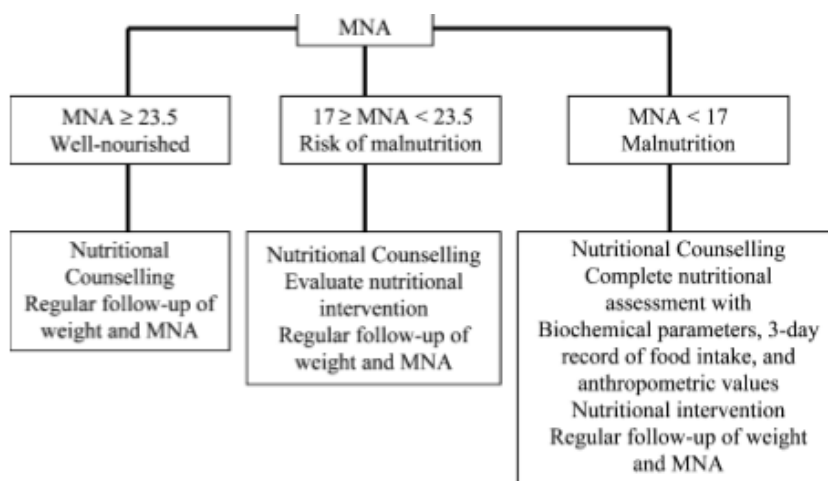 MNA
MNA ≥ 23.5
Well-nourished
17 ≥ MNA < 23.5
Risk of malnutrition
MNA < 17
Malnutrition
Nutritional
Counselling
Regular follow-up of
weight and MNA
Nutritional Counselling
Evaluate nutritional
intervention
Regular follow-up of
weight and MNA
Nutritional Counselling
Complete nutritional
assessment with
Biochemical parameters, 3-day
record of food intake, and
anthropometric values
Nutritional intervention
Regular follow-up of weight
and MNA